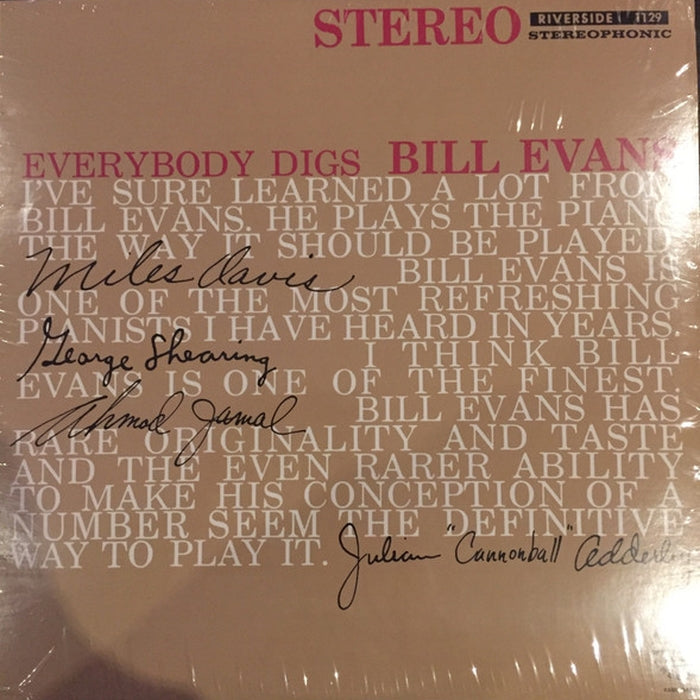 STEREO RIVERSIDE 1129
STEREOPHONIC
EVERYBODY DIGS BILL EVANS
I'VE SURE LEARNED A LOT FROM
BILL EVANS. HE PLAYS THE PIANO
THE WAY IT SHOULD BE PLAYED.
Miles Davis BILL EVANS IS
ONE OF THE MOST REFRESHING
PIANISTS I HAVE HEARD IN YEARS.
George Shearing I THINK BILL
EVANS IS ONE OF THE FINEST.
Ahmad Jamal BILL EVANS HAS
RARE ORIGINALITY AND TASTE
AND THE EVEN RARER ABILITY
TO MAKE HIS CONCEPTION OF A
NUMBER SEEM THE DEFINITIVE
WAY TO PLAY IT. Julian "Cannonball" Adderley